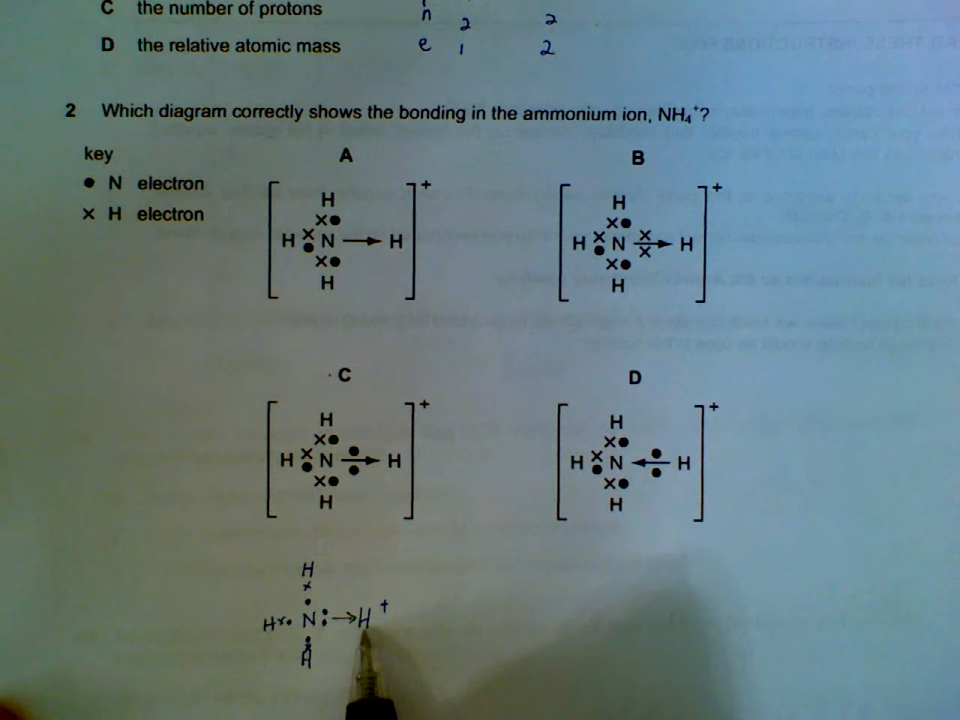 C the number of protons n 2 2
D the relative atomic mass e 1 2
2 Which diagram correctly shows the bonding in the ammonium ion, NH₄⁺?
key
• N electron
× H electron
A
[ H
×•
H ×• N → H
×•
H ]⁺
B
[ H
×•
H ×• N ×× → H
×•
H ]⁺
C
[ H
×•
H ×• N •• → H
×•
H ]⁺
D
[ H
×•
H ×• N ← •• H
×•
H ]⁺
H
×
•
H×• N: → H⁺
H